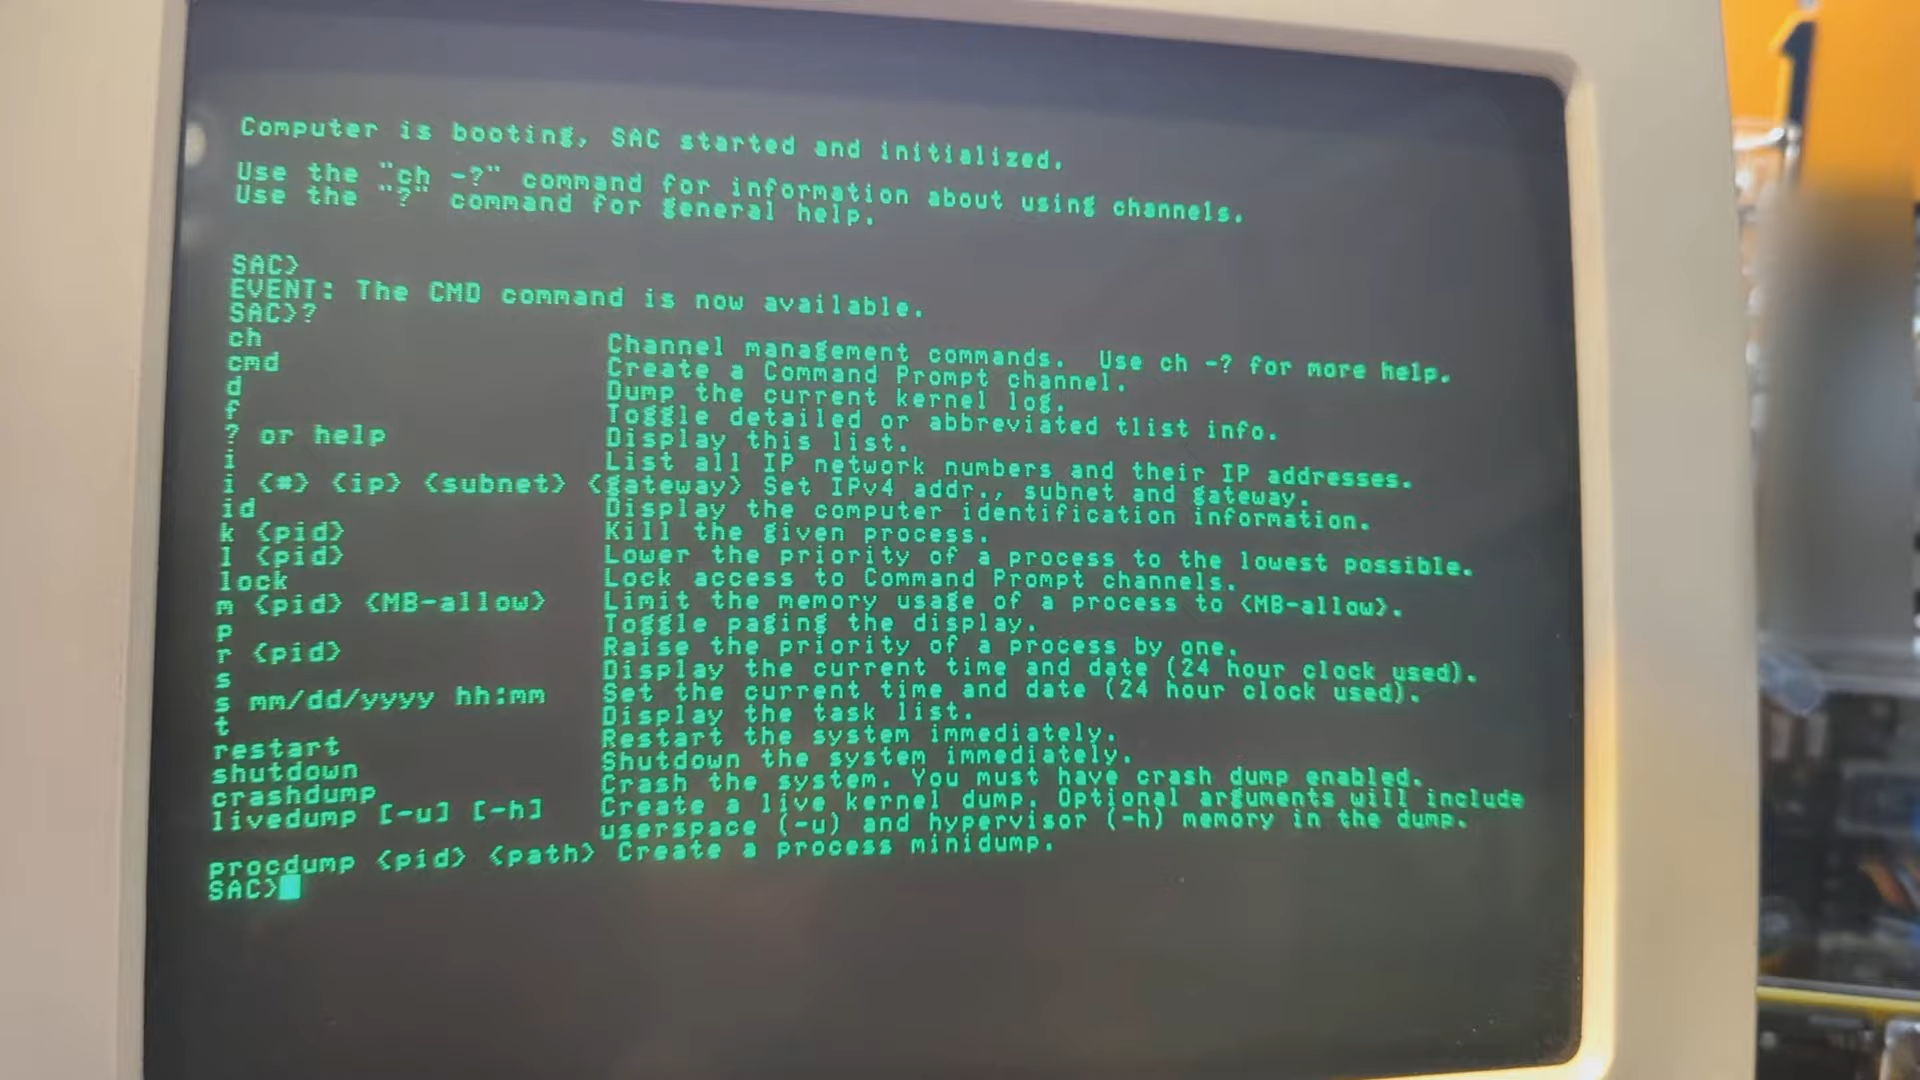 Computer is booting, SAC started and initialized.
Use the "ch -?" command for information about using channels.
Use the "?" command for general help.
SAC>
EVENT: The CMD command is now available.
SAC>?
ch Channel management commands. Use ch -? for more help.
cmd Create a Command Prompt channel.
d Dump the current kernel log.
f Toggle detailed or abbreviated tlist info.
? or help Display this list.
i List all IP network numbers and their IP addresses.
i <#> <ip> <subnet> <gateway> Set IPv4 addr., subnet and gateway.
id Display the computer identification information.
k <pid> Kill the given process.
l <pid> Lower the priority of a process to the lowest possible.
lock Lock access to Command Prompt channels.
m <pid> <MB-allow> Limit the memory usage of a process to <MB-allow>.
p Toggle paging the display.
r <pid> Raise the priority of a process by one.
s Display the current time and date (24 hour clock used).
s mm/dd/yyyy hh:mm Set the current time and date (24 hour clock used).
t Display the task list.
restart Restart the system immediately.
shutdown Shutdown the system immediately.
crashdump Crash the system. You must have crash dump enabled.
livedump [-u] [-h] Create a live kernel dump. Optional arguments will include
userspace (-u) and hypervisor (-h) memory in the dump.
procdump <pid> <path> Create a process minidump.
SAC>